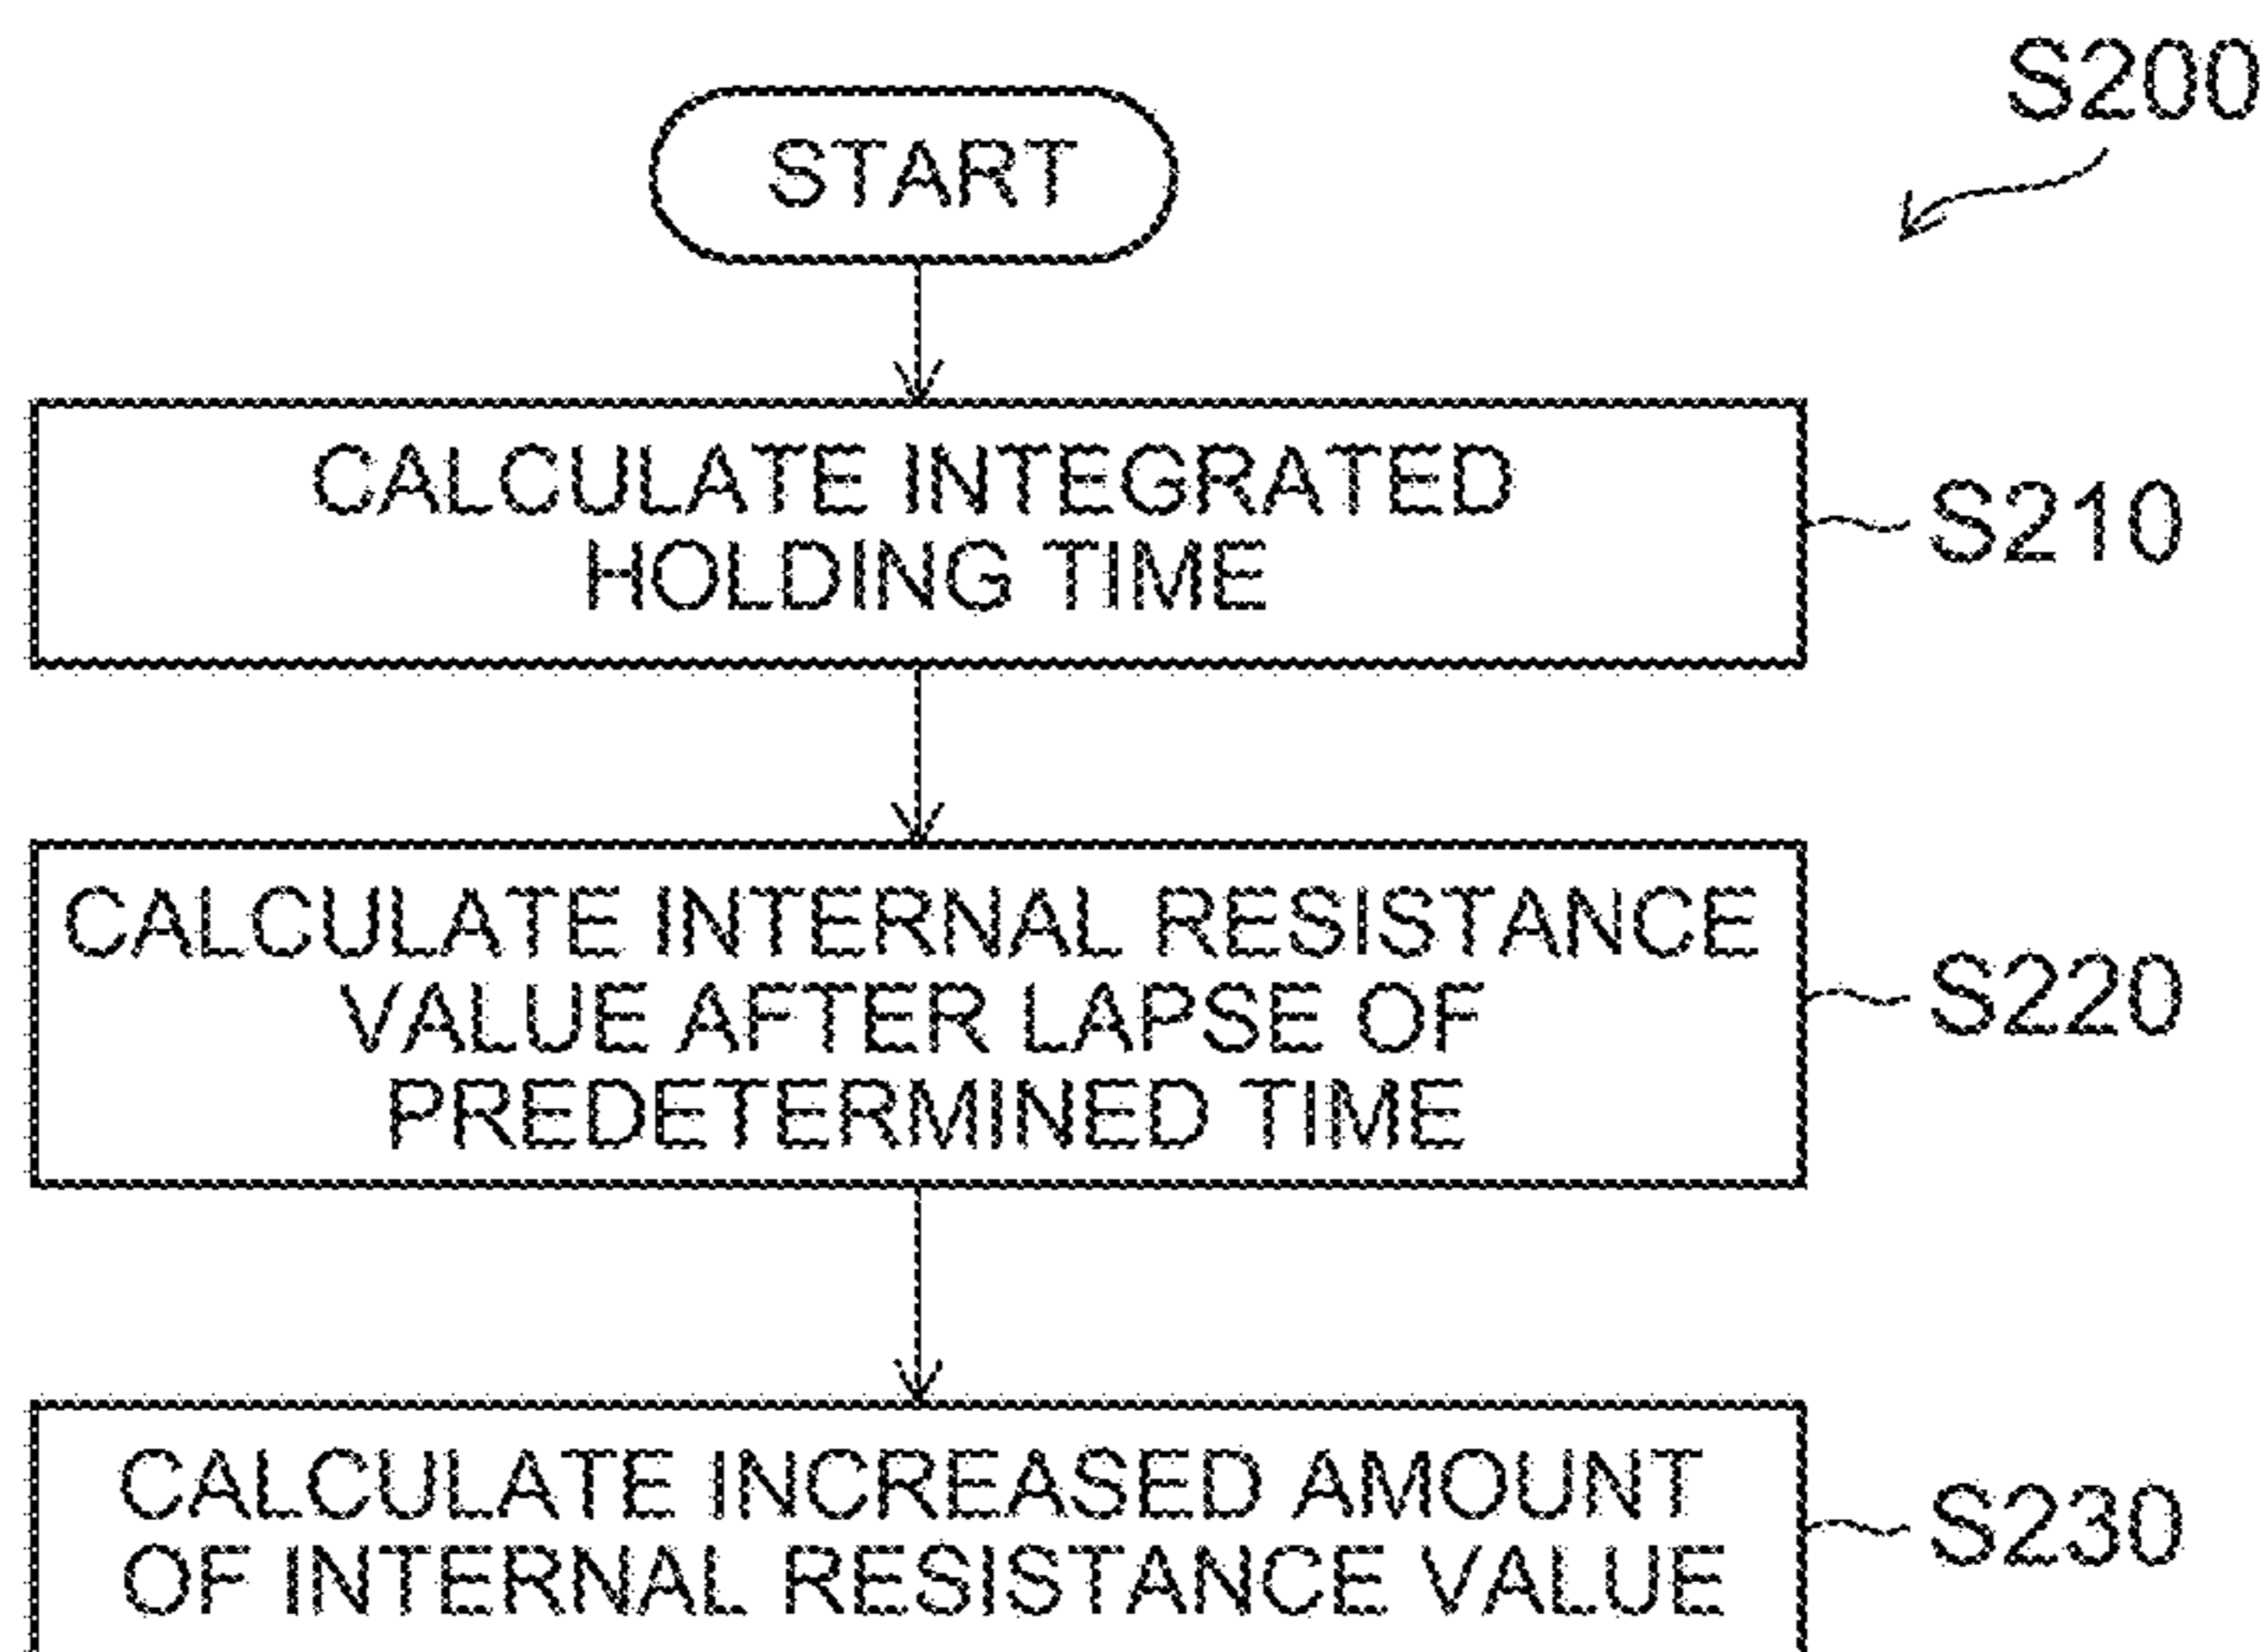 S200
START
CALCULATE INTEGRATED
HOLDING TIME
S210
CALCULATE INTERNAL RESISTANCE
VALUE AFTER LAPSE OF
PREDETERMINED TIME
S220
CALCULATE INCREASED AMOUNT
OF INTERNAL RESISTANCE VALUE
S230